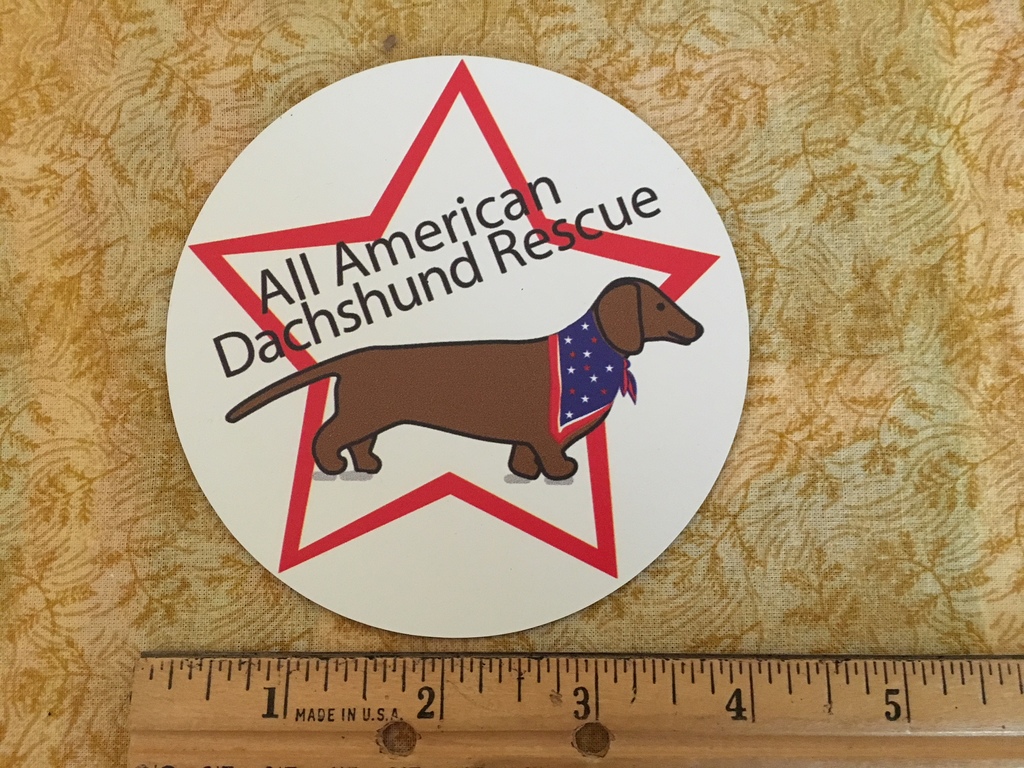 All American
Dachshund Rescue
1 2 3 4 5
MADE IN U.S.A.